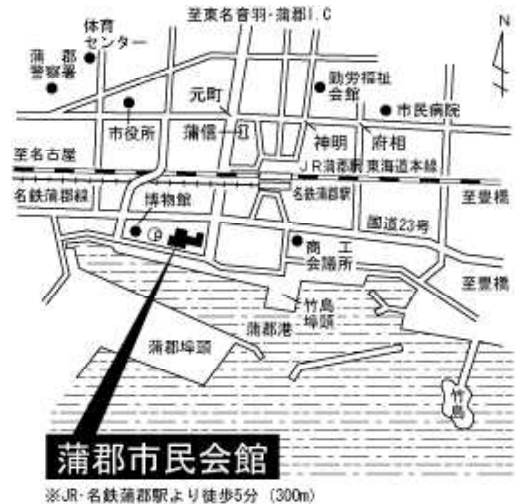 至東名音羽・蒲郡I.C
N
体育
センター
蒲郡
警察署
勤労福祉
会館
元町
市民病院
市役所
蒲信
神明
府相
至名古屋
JR蒲郡駅
東海道本線
名鉄蒲郡線
博物館
名鉄蒲郡駅
至豊橋
国道23号
P
商工
会議所
至豊橋
竹島
埠頭
蒲郡港
蒲郡埠頭
竹島
蒲郡市民会館
※JR・名鉄蒲郡駅より徒歩5分 (300m)